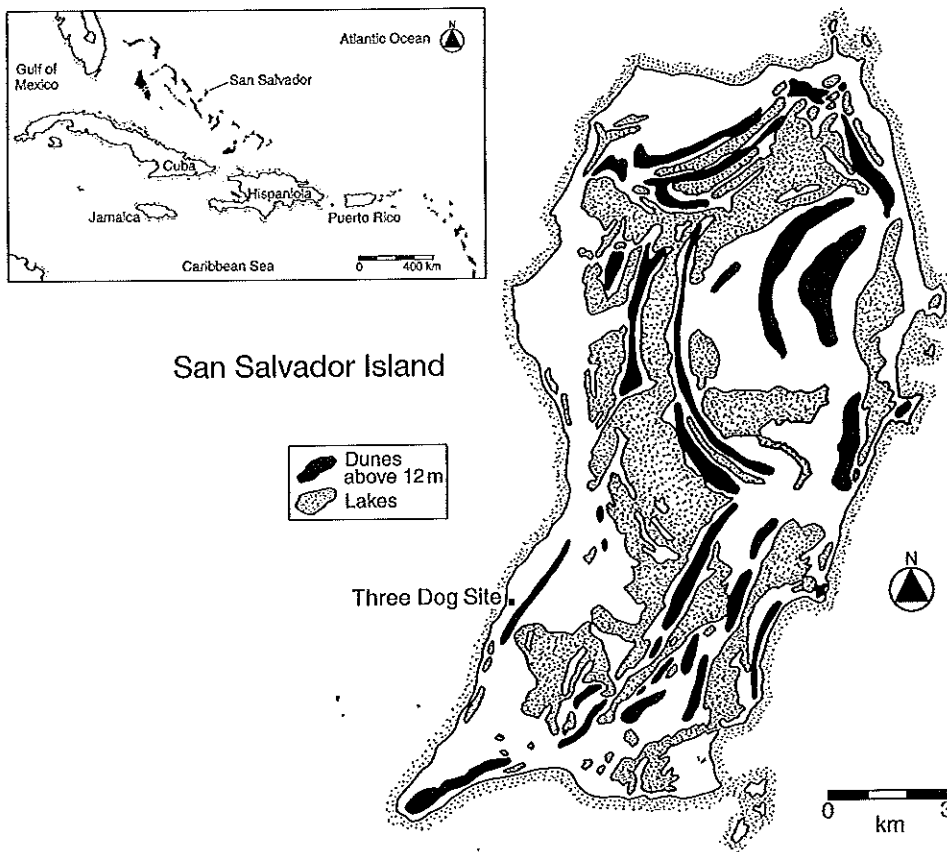 Atlantic Ocean
N
Gulf of
Mexico
San Salvador
Cuba
Hispaniola
Jamaica
Puerto Rico
Caribbean Sea
0 400 km
San Salvador Island
Dunes
above 12 m
Lakes
Three Dog Site
N
0 3
km